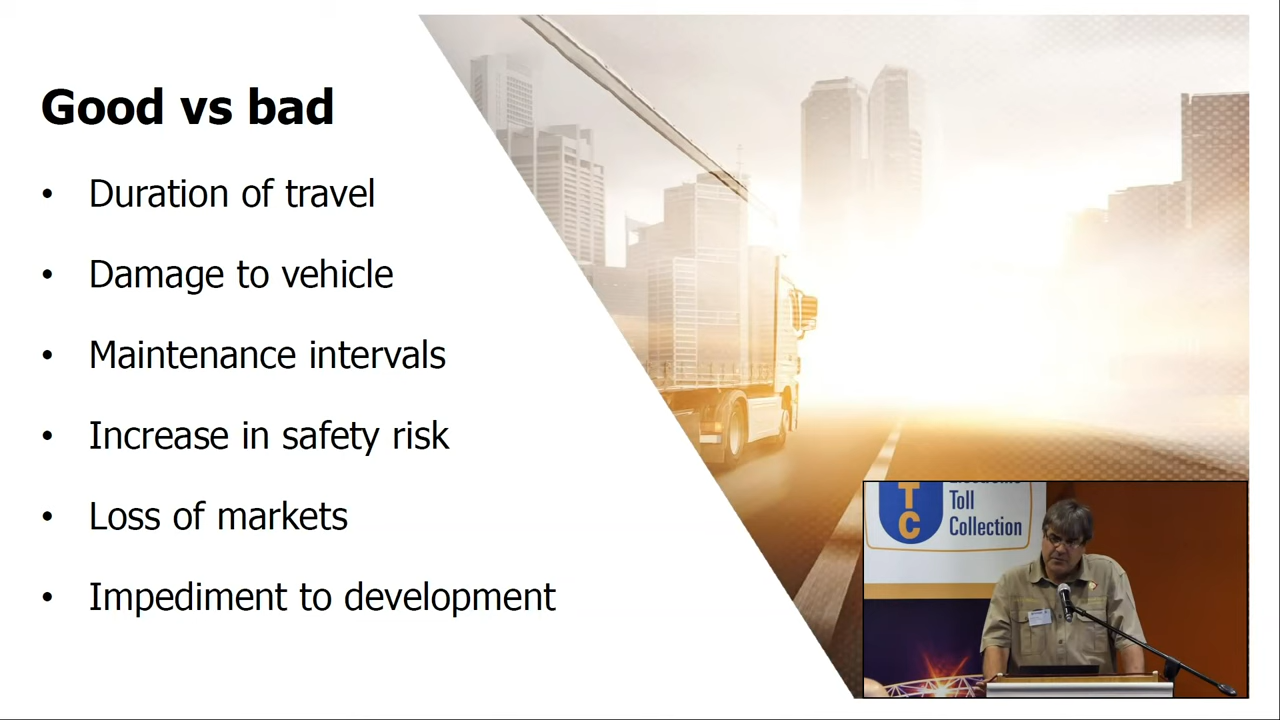 Good vs bad
• Duration of travel
• Damage to vehicle
• Maintenance intervals
• Increase in safety risk
• Loss of markets
• Impediment to development
T
C
Toll
Collection